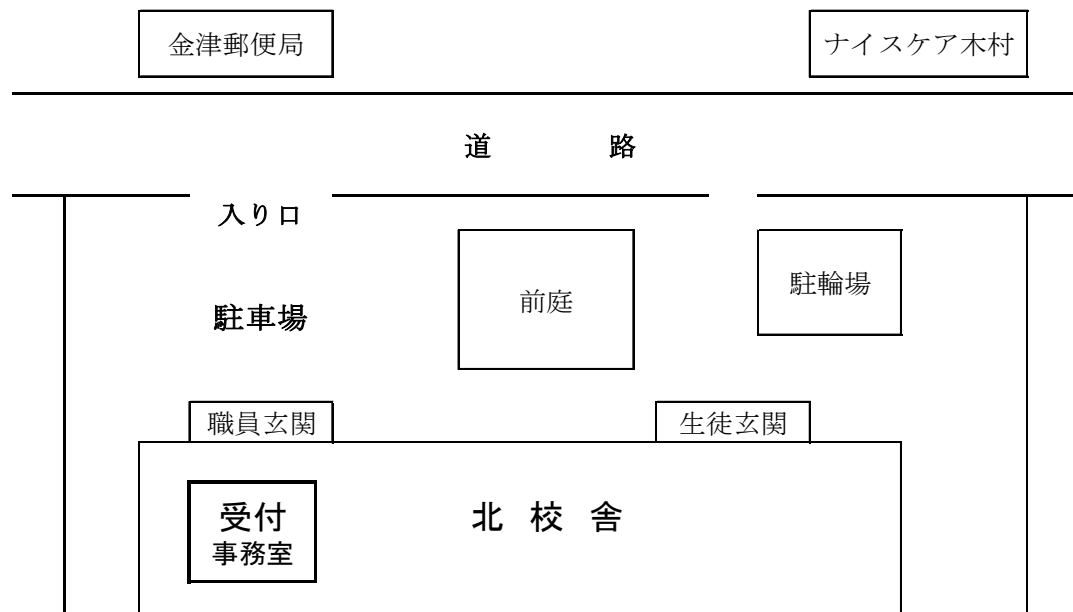 金津郵便局
ナイスケア木村
道 路
入り口
駐車場
前庭
駐輪場
職員玄関
生徒玄関
受付
事務室
北 校 舎